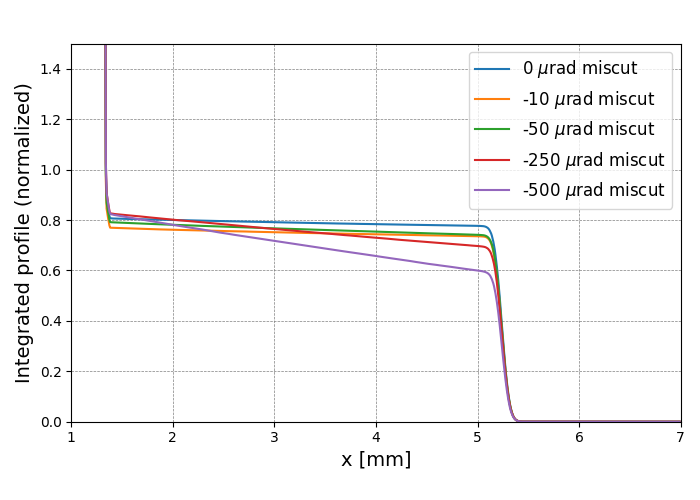 0 μrad miscut
-10 μrad miscut
-50 μrad miscut
-250 μrad miscut
-500 μrad miscut
Integrated profile (normalized)
1.4
1.2
1.0
0.8
0.6
0.4
0.2
0.0
1 2 3 4 5 6 7
x [mm]